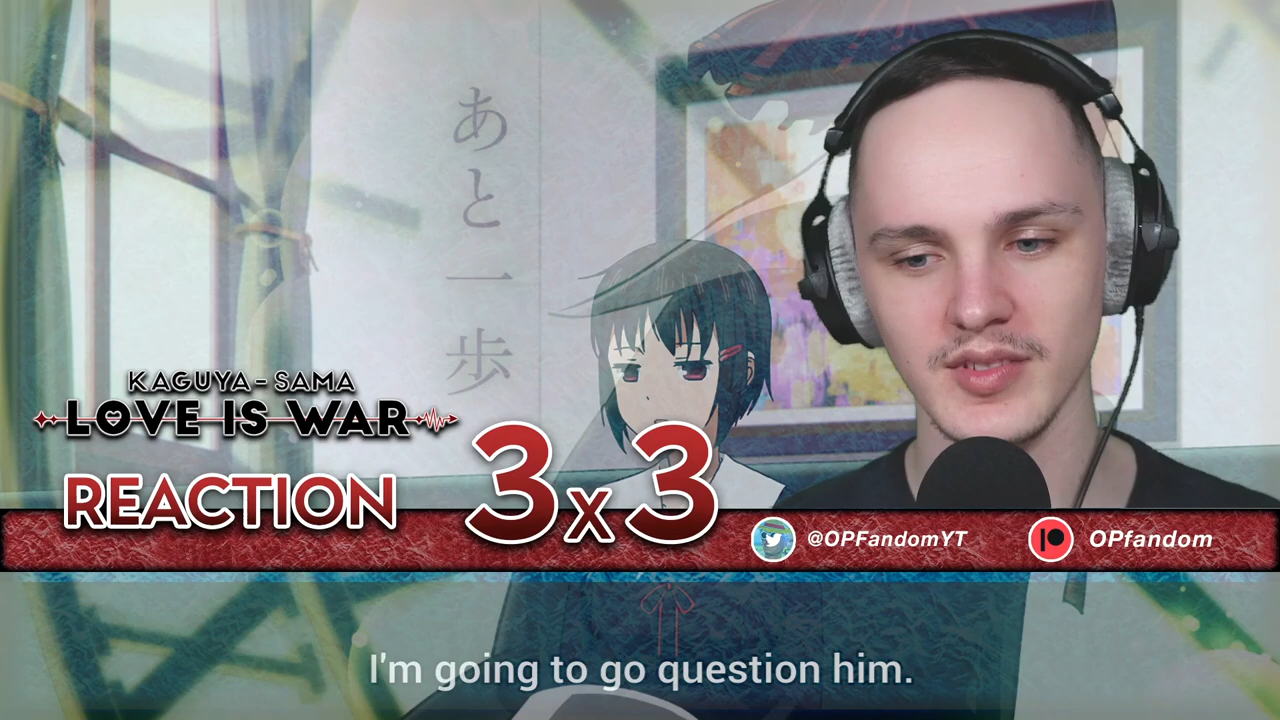 あと一歩
KAGUYA-SAMA
LOVE IS WAR
REACTION
3x3
@OPFandomYT
OPfandom
I'm going to go question him.